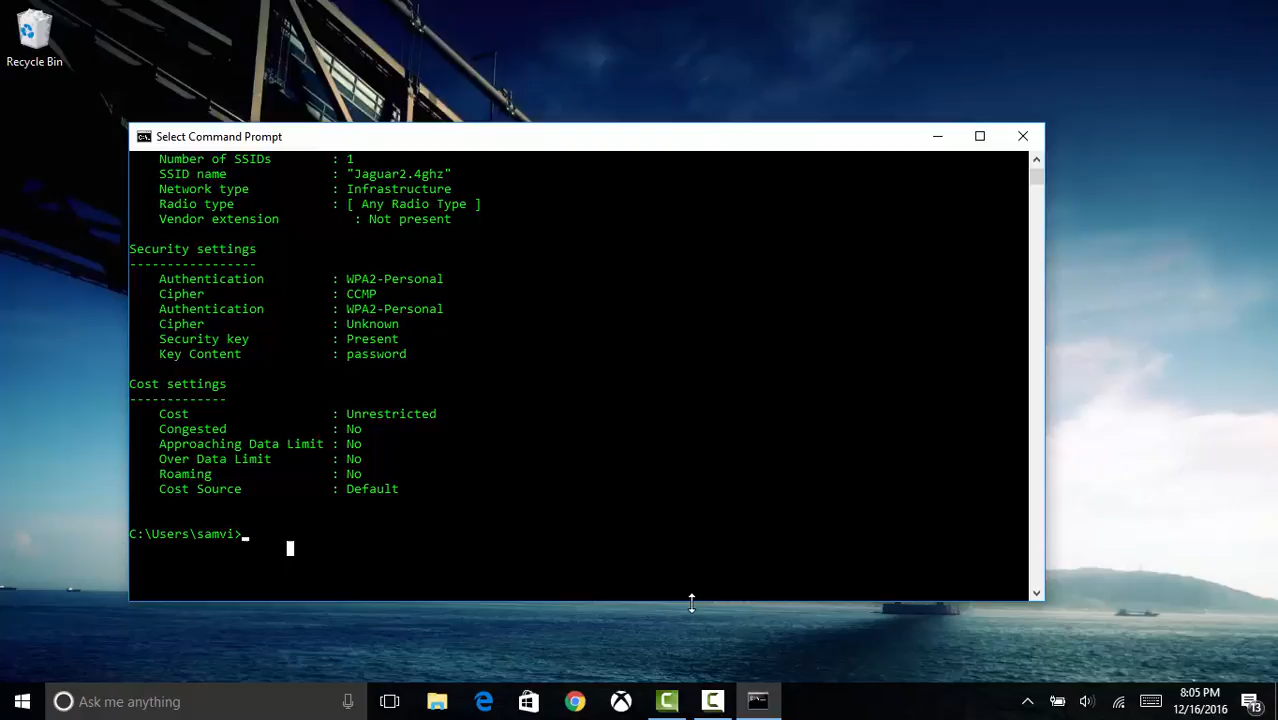 Recycle Bin
Select Command Prompt
Number of SSIDs : 1
SSID name : "Jaguar2.4ghz"
Network type : Infrastructure
Radio type : [ Any Radio Type ]
Vendor extension : Not present
Security settings
-----------------
Authentication : WPA2-Personal
Cipher : CCMP
Authentication : WPA2-Personal
Cipher : Unknown
Security key : Present
Key Content : password
Cost settings
-------------
Cost : Unrestricted
Congested : No
Approaching Data Limit : No
Over Data Limit : No
Roaming : No
Cost Source : Default
C:\Users\samvi>
Ask me anything
8:05 PM
12/16/2016
13